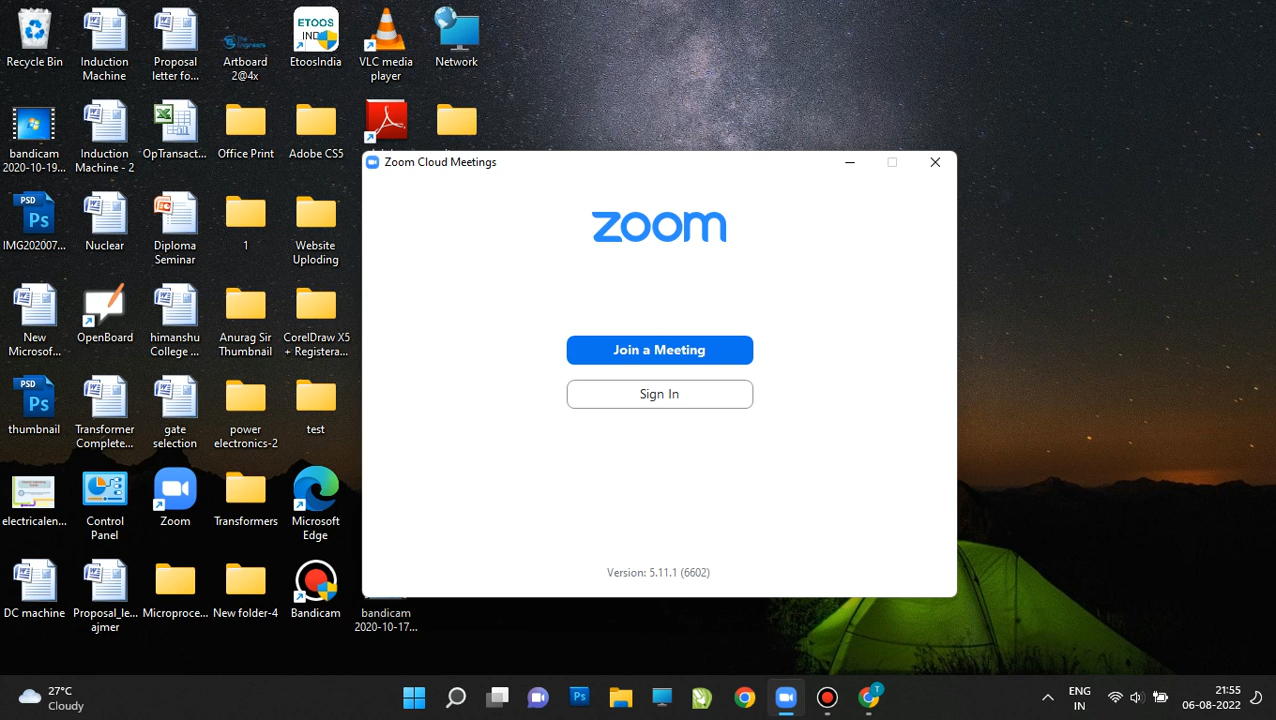 Recycle Bin
Induction
Machine
Proposal
letter fo...
Artboard
2@4x
ETOOS
EtoosIndia
VLC media
player
Network
bandicam
2020-10-19...
Induction
Machine - 2
OpTransact...
Office Print
Adobe CS5
PSD
Ps
IMG202007...
Nuclear
Diploma
Seminar
1
Website
Uploding
New
Microsof...
OpenBoard
himanshu
College ...
Anurag Sir
Thumbnail
CorelDraw X5
+ Registera...
PSD
Ps
thumbnail
Transformer
Complete...
gate
selection
power
electronics-2
test
electricalen...
Control
Panel
Zoom
Transformers
Microsoft
Edge
DC machine
Proposal_le...
ajmer
Microproce...
New folder-4
Bandicam
bandicam
2020-10-17...
Zoom Cloud Meetings
zoom
Join a Meeting
Sign In
Version: 5.11.1 (6602)
27°C
Cloudy
Ps
T
ENG
IN
21:55
06-08-2022